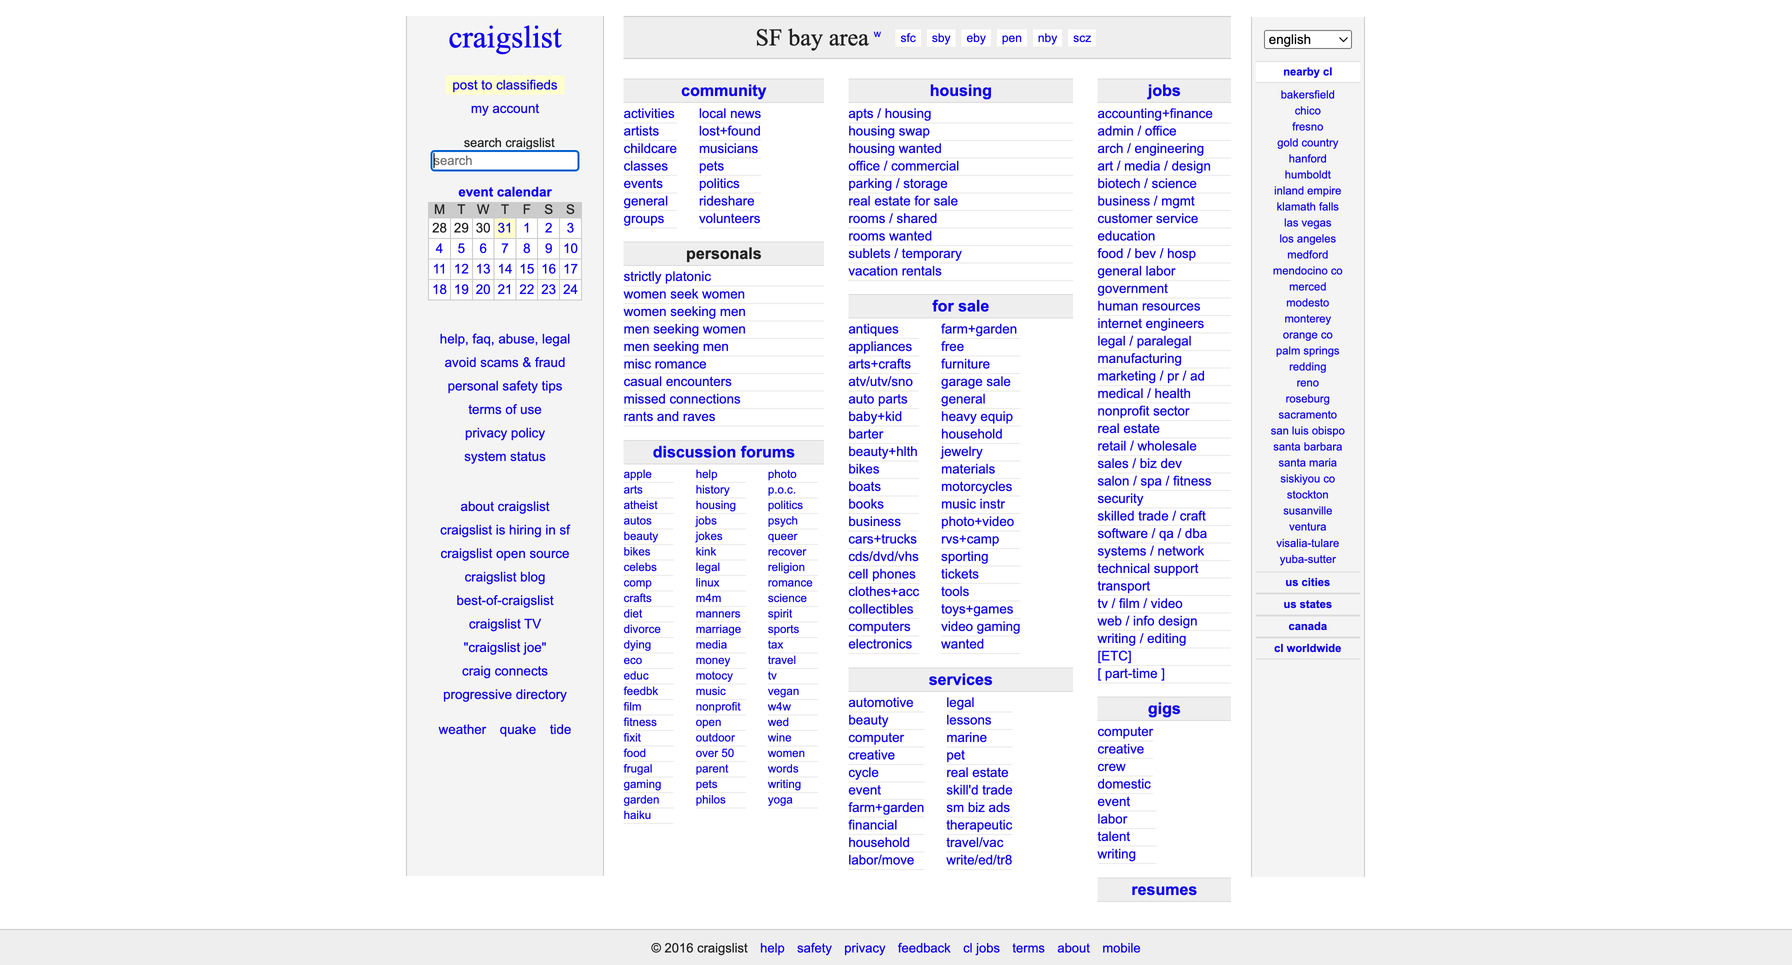 craigslist
post to classifieds
my account
search craigslist
search
event calendar
M T W T F S S
28 29 30 31 1 2 3
4 5 6 7 8 9 10
11 12 13 14 15 16 17
18 19 20 21 22 23 24
help, faq, abuse, legal
avoid scams & fraud
personal safety tips
terms of use
privacy policy
system status
about craigslist
craigslist is hiring in sf
craigslist open source
craigslist blog
best-of-craigslist
craigslist TV
"craigslist joe"
craig connects
progressive directory
weather quake tide
SF bay area w sfc sby eby pen nby scz
community
activities
artists
childcare
classes
events
general
groups
local news
lost+found
musicians
pets
politics
rideshare
volunteers
personals
strictly platonic
women seek women
women seeking men
men seeking women
men seeking men
misc romance
casual encounters
missed connections
rants and raves
discussion forums
apple
arts
atheist
autos
beauty
bikes
celebs
comp
crafts
diet
divorce
dying
eco
educ
feedbk
film
fitness
fixit
food
frugal
gaming
garden
haiku
help
history
housing
jobs
jokes
kink
legal
linux
m4m
manners
marriage
media
money
motocy
music
nonprofit
open
outdoor
over 50
parent
pets
philos
photo
p.o.c.
politics
psych
queer
recover
religion
romance
science
spirit
sports
tax
travel
tv
vegan
w4w
wed
wine
women
words
writing
yoga
housing
apts / housing
housing swap
housing wanted
office / commercial
parking / storage
real estate for sale
rooms / shared
rooms wanted
sublets / temporary
vacation rentals
for sale
antiques
appliances
arts+crafts
atv/utv/sno
auto parts
baby+kid
barter
beauty+hlth
bikes
boats
books
business
cars+trucks
cds/dvd/vhs
cell phones
clothes+acc
collectibles
computers
electronics
farm+garden
free
furniture
garage sale
general
heavy equip
household
jewelry
materials
motorcycles
music instr
photo+video
rvs+camp
sporting
tickets
tools
toys+games
video gaming
wanted
services
automotive
beauty
computer
creative
cycle
event
farm+garden
financial
household
labor/move
legal
lessons
marine
pet
real estate
skill'd trade
sm biz ads
therapeutic
travel/vac
write/ed/tr8
jobs
accounting+finance
admin / office
arch / engineering
art / media / design
biotech / science
business / mgmt
customer service
education
food / bev / hosp
general labor
government
human resources
internet engineers
legal / paralegal
manufacturing
marketing / pr / ad
medical / health
nonprofit sector
real estate
retail / wholesale
sales / biz dev
salon / spa / fitness
security
skilled trade / craft
software / qa / dba
systems / network
technical support
transport
tv / film / video
web / info design
writing / editing
[ETC]
[ part-time ]
gigs
computer
creative
crew
domestic
event
labor
talent
writing
resumes
english
nearby cl
bakersfield
chico
fresno
gold country
hanford
humboldt
inland empire
klamath falls
las vegas
los angeles
medford
mendocino co
merced
modesto
monterey
orange co
palm springs
redding
reno
roseburg
sacramento
san luis obispo
santa barbara
santa maria
siskiyou co
stockton
susanville
ventura
visalia-tulare
yuba-sutter
us cities
us states
canada
cl worldwide
© 2016 craigslist help safety privacy feedback cl jobs terms about mobile